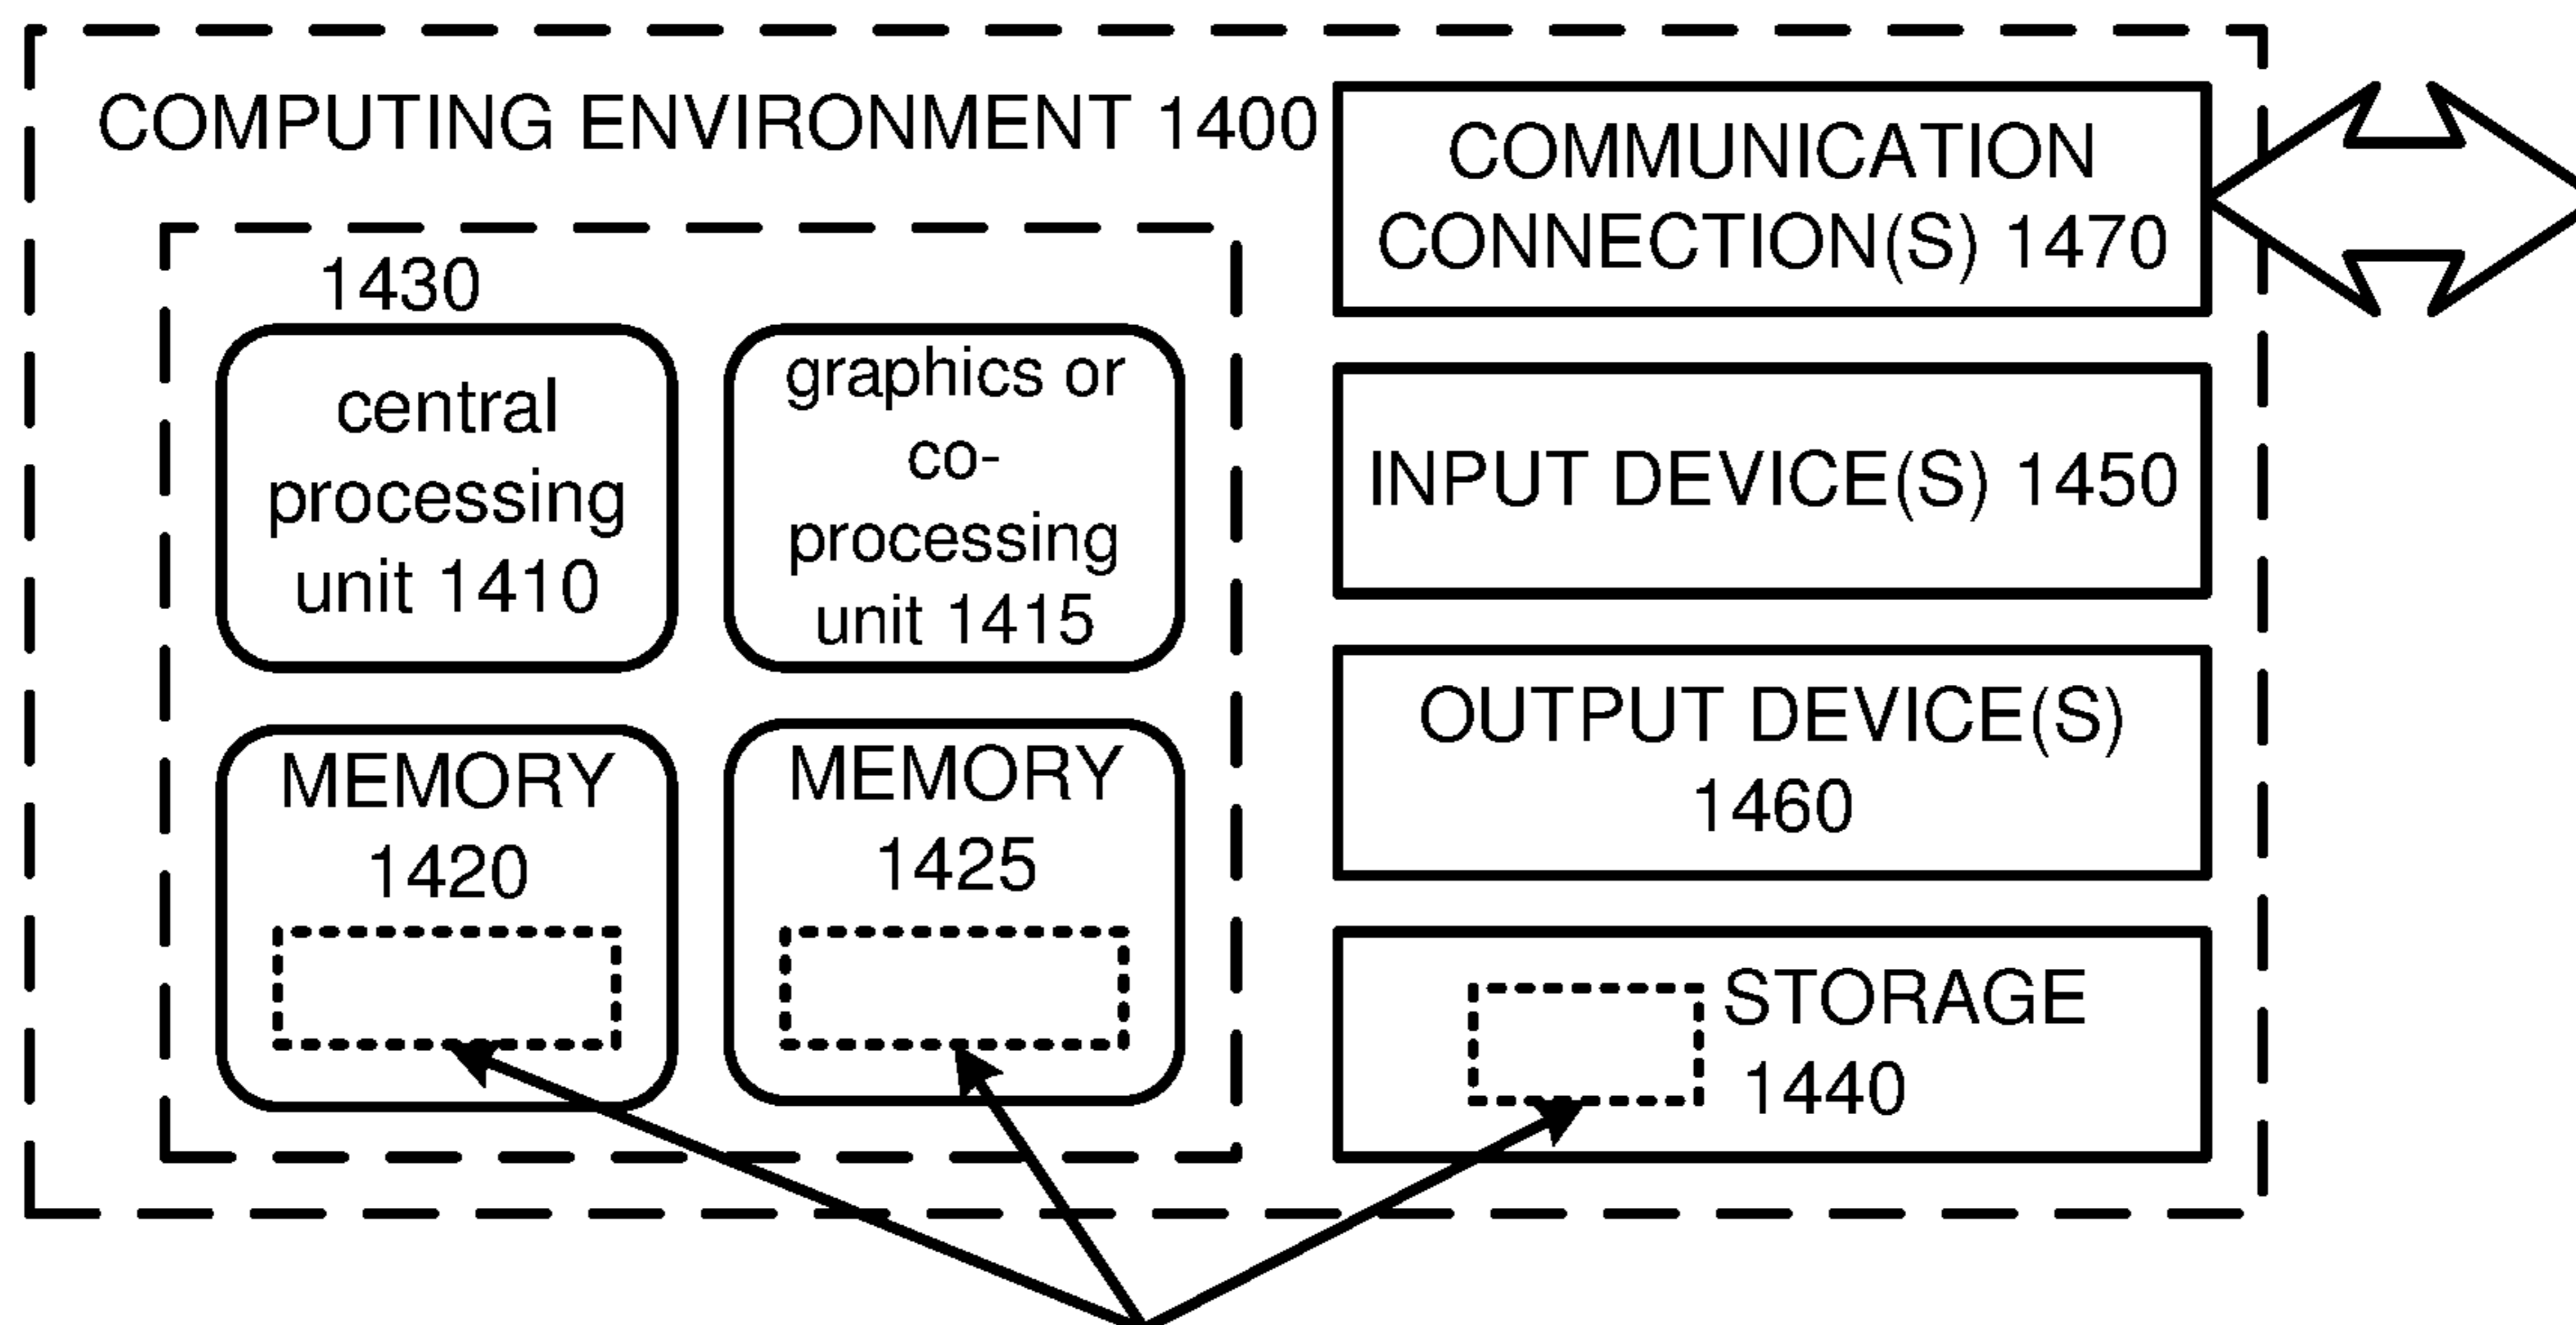 COMPUTING ENVIRONMENT 1400
1430
central
processing
unit 1410
graphics or
co-
processing
unit 1415
MEMORY
1420
MEMORY
1425
COMMUNICATION
CONNECTION(S) 1470
INPUT DEVICE(S) 1450
OUTPUT DEVICE(S)
1460
STORAGE
1440